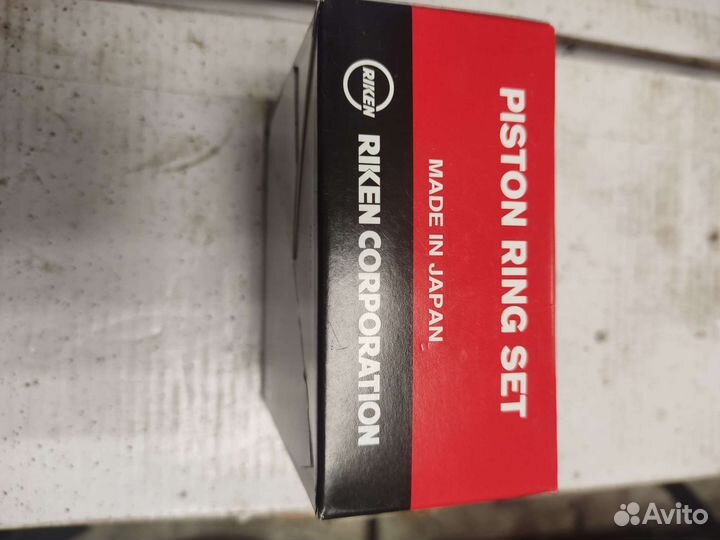 PISTON RING SET
MADE IN JAPAN
RIKEN
RIKEN CORPORATION
Avito